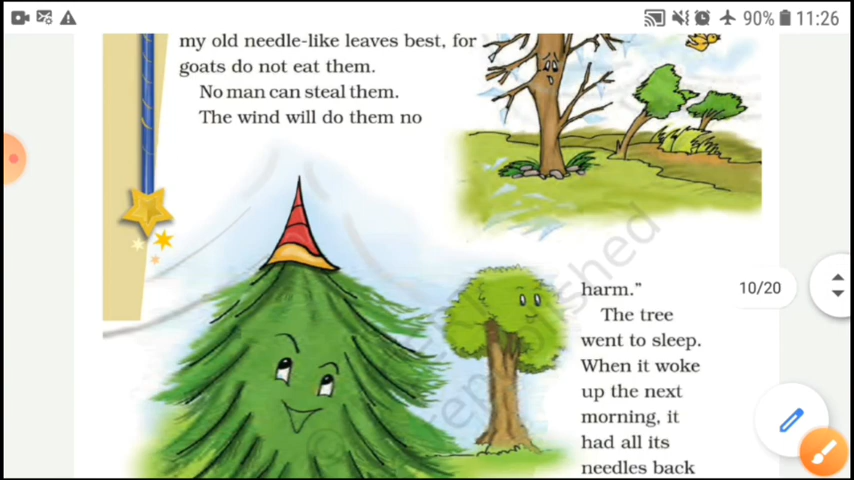 90% 11:26
my old needle-like leaves best, for
goats do not eat them.
No man can steal them.
The wind will do them no
harm."
The tree
went to sleep.
When it woke
up the next
morning, it
had all its
needles back
10/20